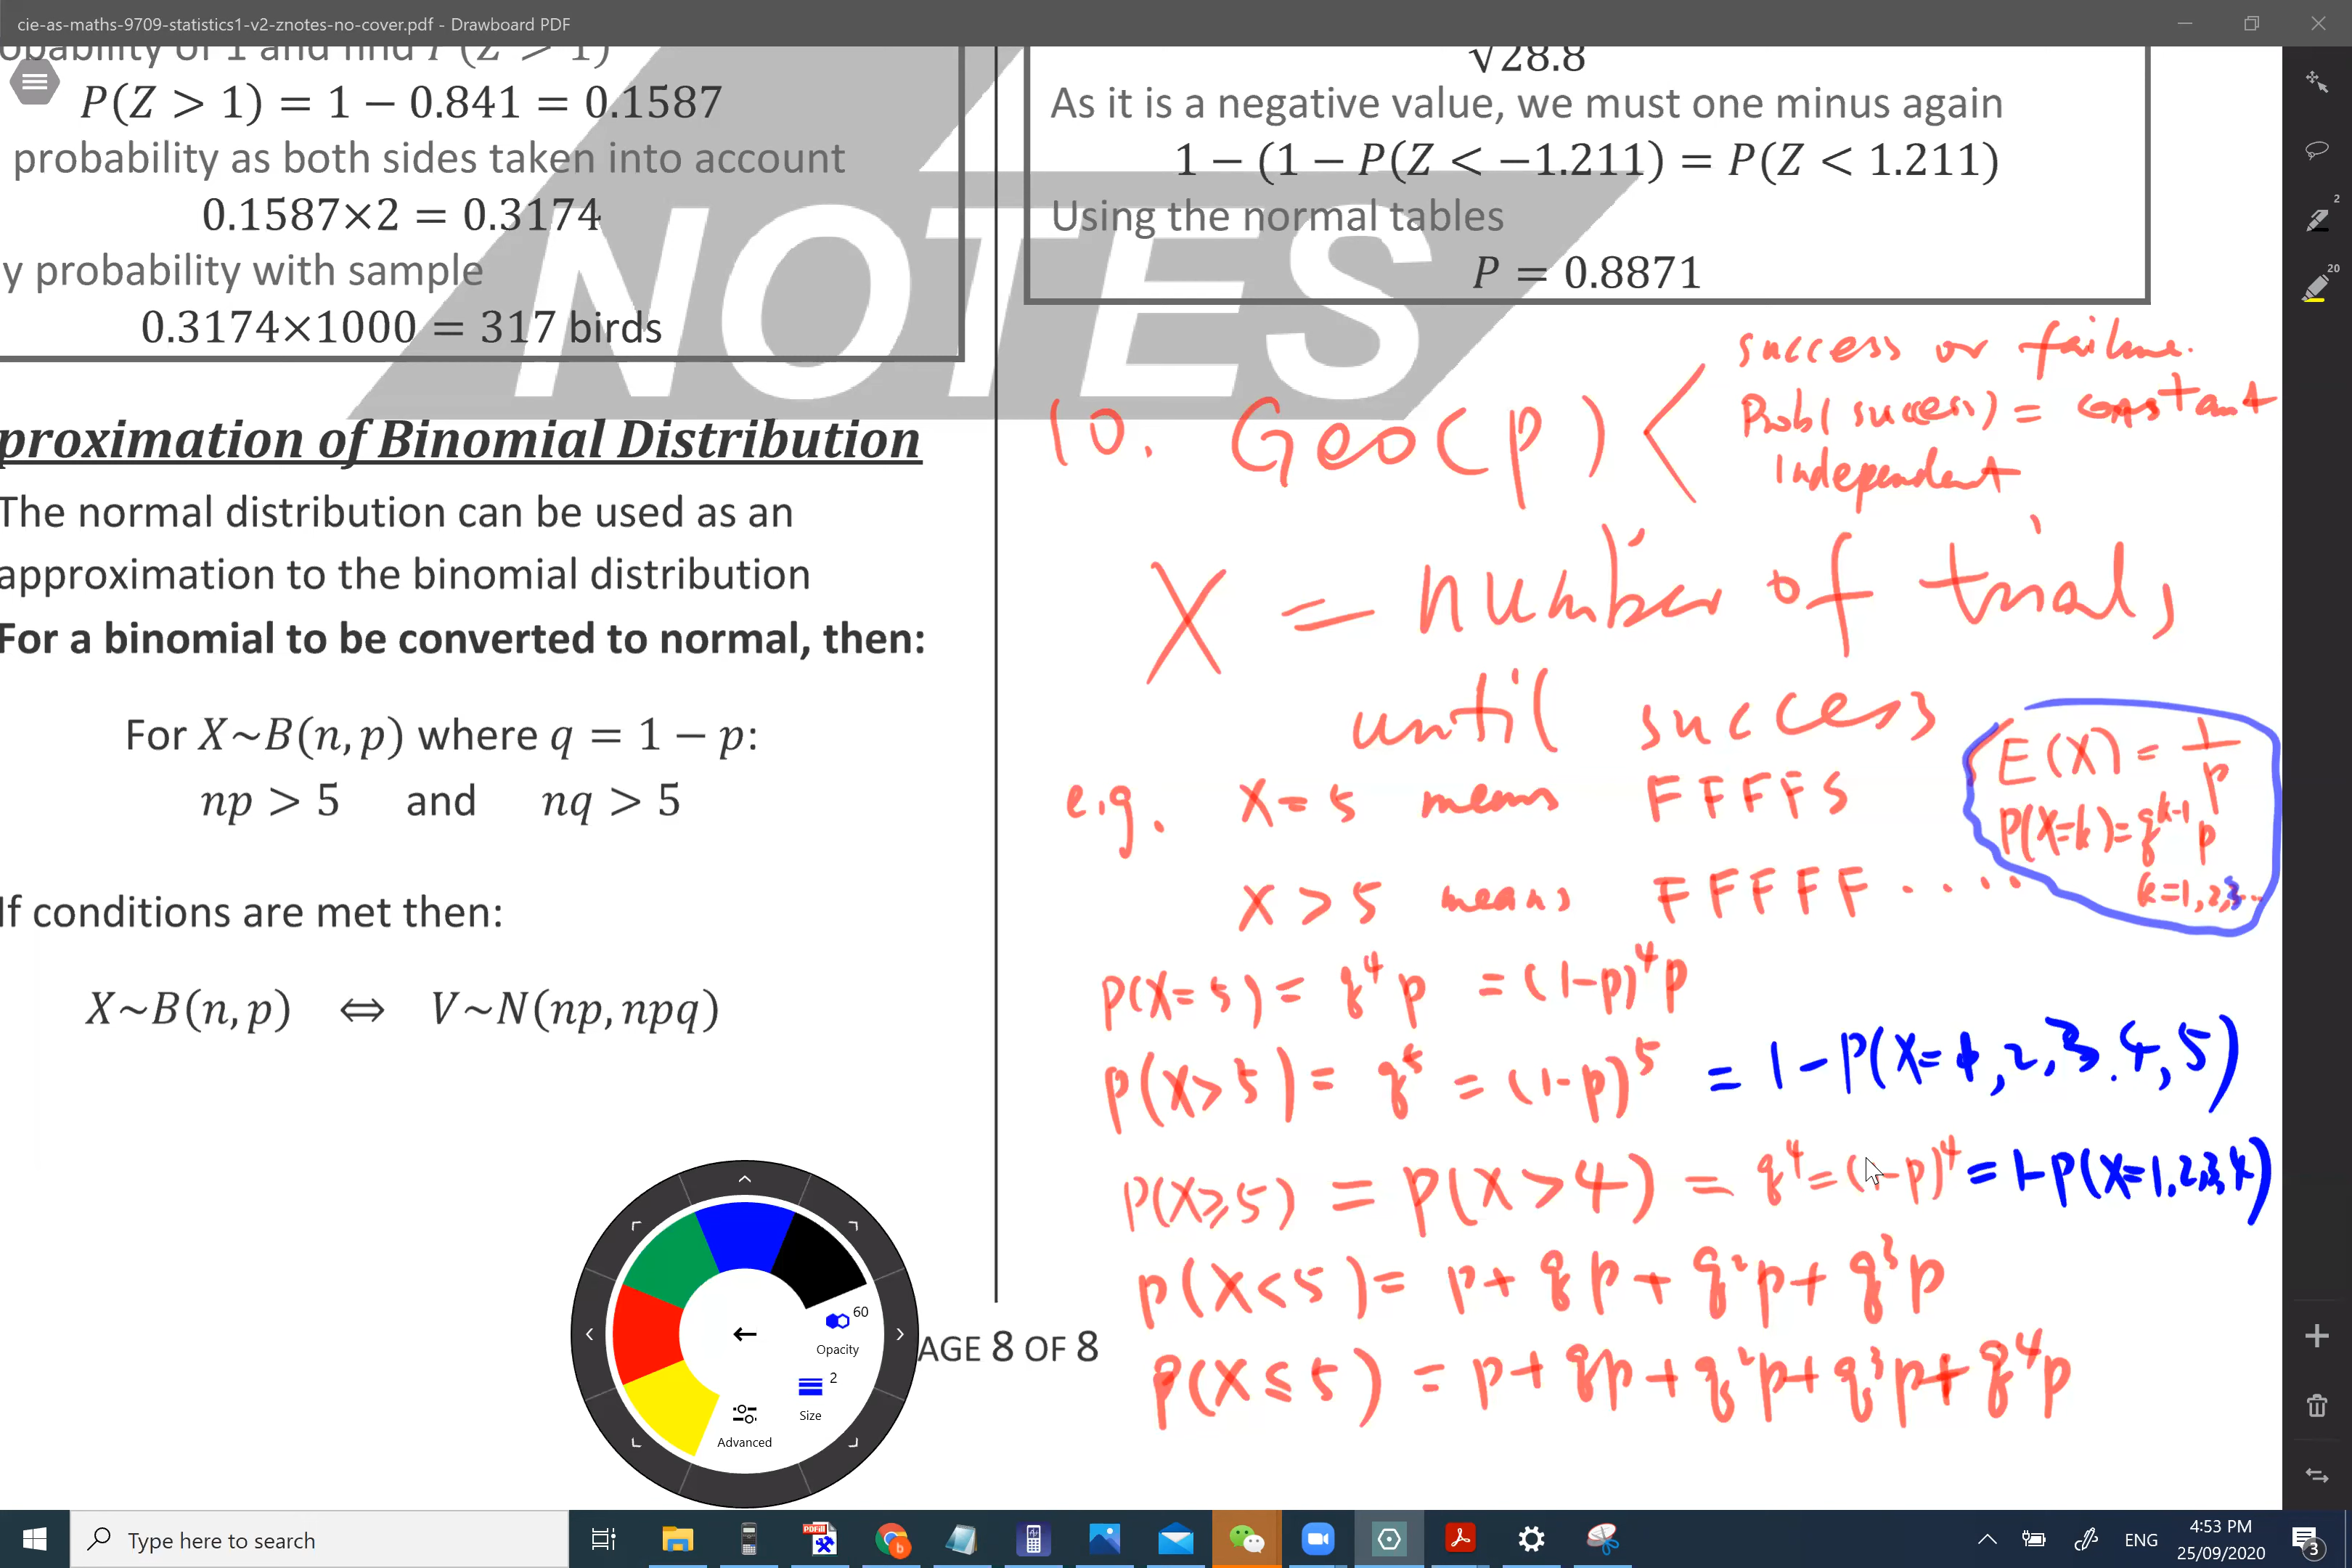 cie-as-maths-9709-statistics1-v2-znotes-no-cover.pdf - Drawboard PDF
P(Z > 1) = 1 − 0.841 = 0.1587
probability as both sides taken into account
0.1587×2 = 0.3174
y probability with sample
0.3174×1000 = 317 birds
proximation of Binomial Distribution
The normal distribution can be used as an
approximation to the binomial distribution
For a binomial to be converted to normal, then:
For X~B(n, p) where q = 1 − p:
np > 5 and nq > 5
If conditions are met then:
X~B(n, p) ⇔ V~N(np, npq)
√28.8
As it is a negative value, we must one minus again
1 − (1 − P(Z < −1.211) = P(Z < 1.211)
Using the normal tables
P = 0.8871
NOTES
10. Geo(p) <
success or failure.
Prob(success) = constant
Independent
X = number of trials
until success
E(X) = 1/p
P(X=k) = q^(k-1) p
k=1,2,3...
e.g. X=5 means FFFFS
X>5 means FFFFF.....
P(X=5) = q⁴p = (1-p)⁴p
P(X>5) = q⁵ = (1-p)⁵ = 1-P(X=1,2,3.4,5)
P(X≥5) = P(X>4) = q⁴ = (1-p)⁴ = 1-P(X=1,2,3,4)
P(X<5) = p+qp+q²p+q³p
P(X≤5) = p+qp+q²p+q³p+q⁴p
AGE 8 OF 8
60
Opacity
2
Size
Advanced
2
20
Type here to search
ENG
4:53 PM
25/09/2020
3